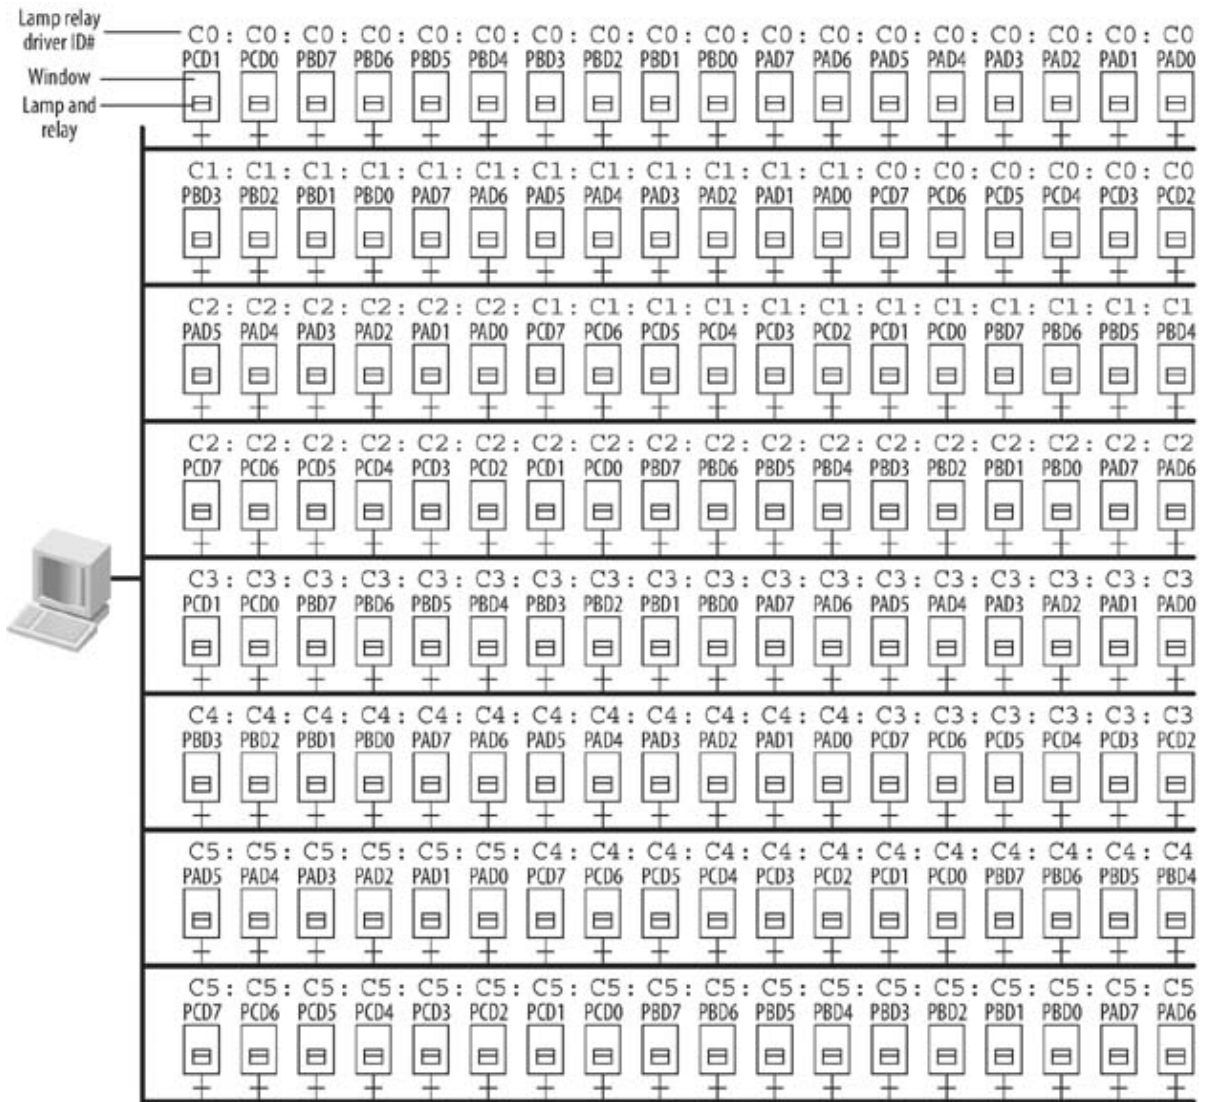 Lamp relay
driver ID#
Window
Lamp and
relay
C0: C0: C0: C0: C0: C0: C0: C0: C0: C0: C0: C0: C0: C0: C0: C0: C0: C0
PCD1 PCD0 PBD7 PBD6 PBD5 PBD4 PBD3 PBD2 PBD1 PBD0 PAD7 PAD6 PAD5 PAD4 PAD3 PAD2 PAD1 PAD0
C1: C1: C1: C1: C1: C1: C1: C1: C1: C1: C1: C1: C0: C0: C0: C0: C0: C0
PBD3 PBD2 PBD1 PBD0 PAD7 PAD6 PAD5 PAD4 PAD3 PAD2 PAD1 PAD0 PCD7 PCD6 PCD5 PCD4 PCD3 PCD2
C2: C2: C2: C2: C2: C2: C1: C1: C1: C1: C1: C1: C1: C1: C1: C1: C1: C1
PAD5 PAD4 PAD3 PAD2 PAD1 PAD0 PCD7 PCD6 PCD5 PCD4 PCD3 PCD2 PCD1 PCD0 PBD7 PBD6 PBD5 PBD4
C2: C2: C2: C2: C2: C2: C2: C2: C2: C2: C2: C2: C2: C2: C2: C2: C2: C2
PCD7 PCD6 PCD5 PCD4 PCD3 PCD2 PCD1 PCD0 PBD7 PBD6 PBD5 PBD4 PBD3 PBD2 PBD1 PBD0 PAD7 PAD6
C3: C3: C3: C3: C3: C3: C3: C3: C3: C3: C3: C3: C3: C3: C3: C3: C3: C3
PCD1 PCD0 PBD7 PBD6 PBD5 PBD4 PBD3 PBD2 PBD1 PBD0 PAD7 PAD6 PAD5 PAD4 PAD3 PAD2 PAD1 PAD0
C4: C4: C4: C4: C4: C4: C4: C4: C4: C4: C4: C4: C3: C3: C3: C3: C3: C3
PBD3 PBD2 PBD1 PBD0 PAD7 PAD6 PAD5 PAD4 PAD3 PAD2 PAD1 PAD0 PCD7 PCD6 PCD5 PCD4 PCD3 PCD2
C5: C5: C5: C5: C5: C5: C4: C4: C4: C4: C4: C4: C4: C4: C4: C4: C4: C4
PAD5 PAD4 PAD3 PAD2 PAD1 PAD0 PCD7 PCD6 PCD5 PCD4 PCD3 PCD2 PCD1 PCD0 PBD7 PBD6 PBD5 PBD4
C5: C5: C5: C5: C5: C5: C5: C5: C5: C5: C5: C5: C5: C5: C5: C5: C5: C5
PCD7 PCD6 PCD5 PCD4 PCD3 PCD2 PCD1 PCD0 PBD7 PBD6 PBD5 PBD4 PBD3 PBD2 PBD1 PBD0 PAD7 PAD6